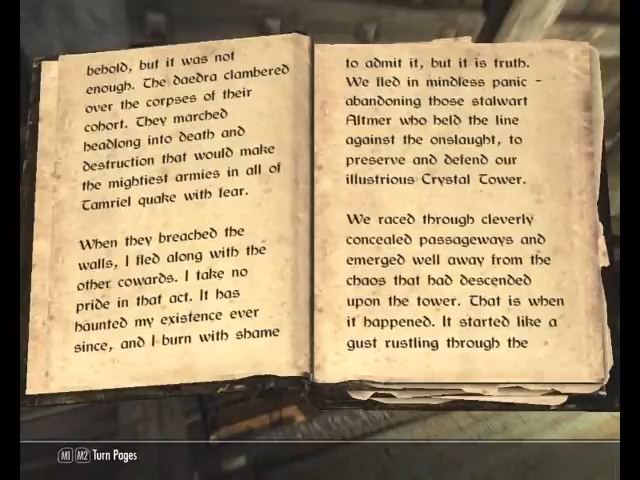 behold, but it was not
enough. The daedra clambered
over the corpses of their
cohort. They marched
headlong into death and
destruction that would make
the mightiest armies in all of
Tamriel quake with fear.
When they breached the
walls, I fled along with the
other cowards. I take no
pride in that act. It has
haunted my existence ever
since, and I burn with shame
to admit it, but it is truth.
We fled in mindless panic -
abandoning those stalwart
Altmer who held the line
against the onslaught, to
preserve and defend our
illustrious Crystal Tower.
We raced through cleverly
concealed passageways and
emerged well away from the
chaos that had descended
upon the tower. That is when
it happened. It started like a
gust rustling through the
M1 M2 Turn Pages